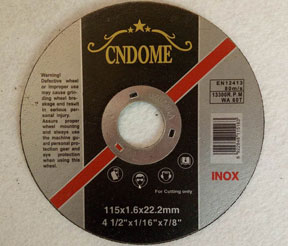 CNDOME
Warning!
Defective wheel
or improper use
may cause grin-
ding wheel brea-
kage and result
in serious per-
sonal injury.
Assure proper
wheel mounting
and always use
the machine gu-
ard personal pro-
tection gear and
eye protection
when using this
wheel.
EN12413
80m/s
13300R.P.M
WA 60T
INOX
For Cutting only
115x1.6x22.2mm
4 1/2"x1/16"x7/8"